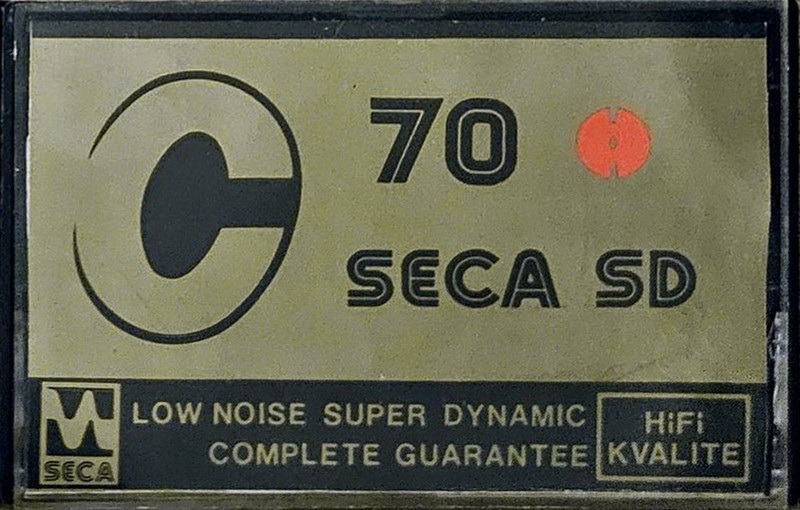 C 70
SECA SD
LOW NOISE SUPER DYNAMIC
COMPLETE GUARANTEE
HiFi
KVALITE
SECA